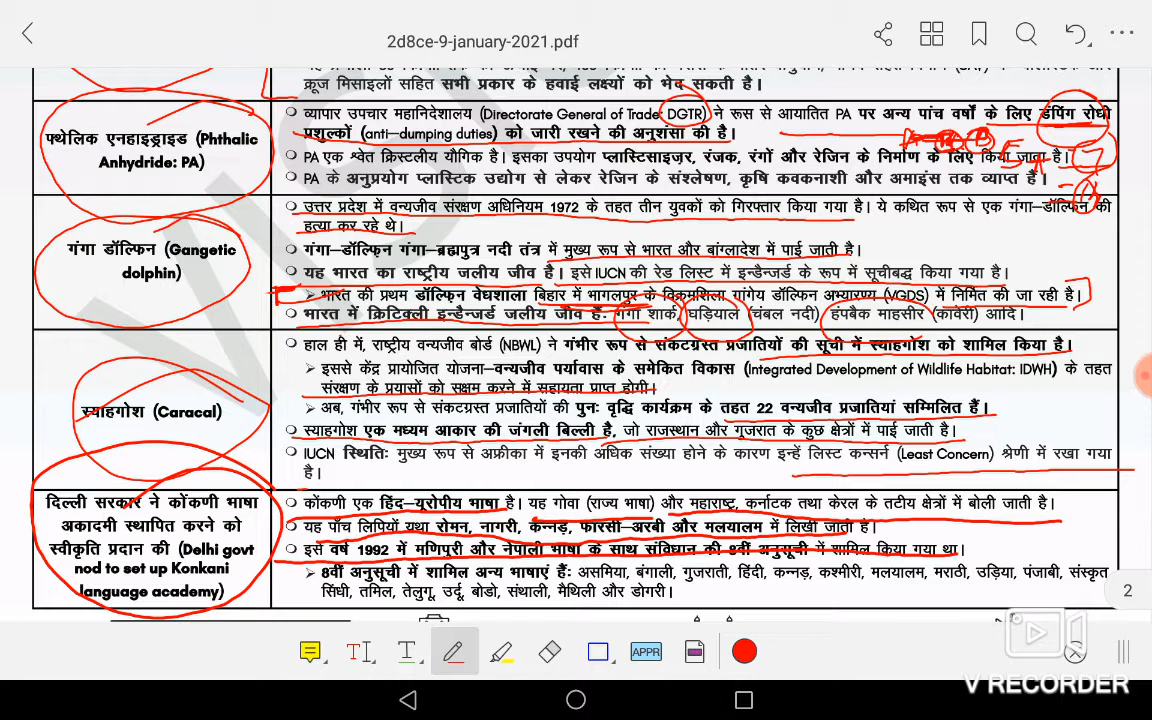 2d8ce-9-january-2021.pdf
क्रूज मिसाइलों सहित सभी प्रकार के हवाई लक्ष्यों को भेद सकती है।
फ्थेलिक एनहाइड्राइड (Phthalic
Anhydride: PA)
व्यापार उपचार महानिदेशालय (Directorate General of Trade: DGTR) ने रूस से आयातित PA पर अन्य पांच वर्षों के लिए डंपिंग रोधी
प्रशुल्कों (anti-dumping duties) को जारी रखने की अनुशंसा की है।
PA एक श्वेत क्रिस्टलीय यौगिक है। इसका उपयोग प्लास्टिसाइज़र, रंजक, रंगों और रेजिन के निर्माण के लिए किया जाता है।
PA के अनुप्रयोग प्लास्टिक उद्योग से लेकर रेजिन के संश्लेषण, कृषि कवकनाशी और अमाइंस तक व्याप्त है।
गंगा डॉल्फिन (Gangetic
dolphin)
उत्तर प्रदेश में वन्यजीव संरक्षण अधिनियम 1972 के तहत तीन युवकों को गिरफ्तार किया गया है। ये कथित रूप से एक गंगा-डॉल्फिन की
हत्या कर रहे थे।
गंगा-डॉल्फिन गंगा-ब्रह्मपुत्र नदी तंत्र में मुख्य रूप से भारत और बांग्लादेश में पाई जाती है।
यह भारत का राष्ट्रीय जलीय जीव है। इसे IUCN की रेड लिस्ट में इन्डैन्जर्ड के रूप में सूचीबद्ध किया गया है।
भारत की प्रथम डॉल्फिन वेधशाला बिहार में भागलपुर के विक्रमशिला गांगेय डॉल्फिन अभ्यारण्य (VGDS) में निर्मित की जा रही है।
भारत में क्रिटिक्ली इन्डैन्जर्ड जलीय जीव हैं: गंगा शार्क, घड़ियाल (चंबल नदी) हंपबैक माहसीर (कावेरी) आदि।
स्याहगोश (Caracal)
हाल ही में, राष्ट्रीय वन्यजीव बोर्ड (NBWL) ने गंभीर रूप से संकटग्रस्त प्रजातियों की सूची में स्याहगोश को शामिल किया है।
इससे केंद्र प्रायोजित योजना-वन्यजीव पर्यावास के समेकित विकास (Integrated Development of Wildlife Habitat: IDWH) के तहत
संरक्षण के प्रयासों को सक्षम करने में सहायता प्राप्त होगी।
अब, गंभीर रूप से संकटग्रस्त प्रजातियों की पुनः वृद्धि कार्यक्रम के तहत 22 वन्यजीव प्रजातियां सम्मिलित हैं।
स्याहगोश एक मध्यम आकार की जंगली बिल्ली है, जो राजस्थान और गुजरात के कुछ क्षेत्रों में पाई जाती है।
IUCN स्थितिः मुख्य रूप से अफ्रीका में इनकी अधिक संख्या होने के कारण इन्हें लिस्ट कन्सर्न (Least Concern) श्रेणी में रखा गया
है।
दिल्ली सरकार ने कोंकणी भाषा
अकादमी स्थापित करने को
स्वीकृति प्रदान की (Delhi govt
nod to set up Konkani
language academy)
कोंकणी एक हिंद-यूरोपीय भाषा है। यह गोवा (राज्य भाषा) और महाराष्ट्र, कर्नाटक तथा केरल के तटीय क्षेत्रों में बोली जाती है।
यह पाँच लिपियों यथा रोमन, नागरी, कन्नड़, फारसी-अरबी और मलयालम में लिखी जाती है।
इसे वर्ष 1992 में मणिपुरी और नेपाली भाषा के साथ संविधान की 8वीं अनुसूची में शामिल किया गया था।
8वीं अनुसूची में शामिल अन्य भाषाएं हैंः असमिया, बंगाली, गुजराती, हिंदी, कन्नड़, कश्मीरी, मलयालम, मराठी, उड़िया, पंजाबी, संस्कृत
सिंधी, तमिल, तेलुगू, उर्दू, बोडो, संथाली, मैथिली और डोगरी।
2
APPR
V RECORDER